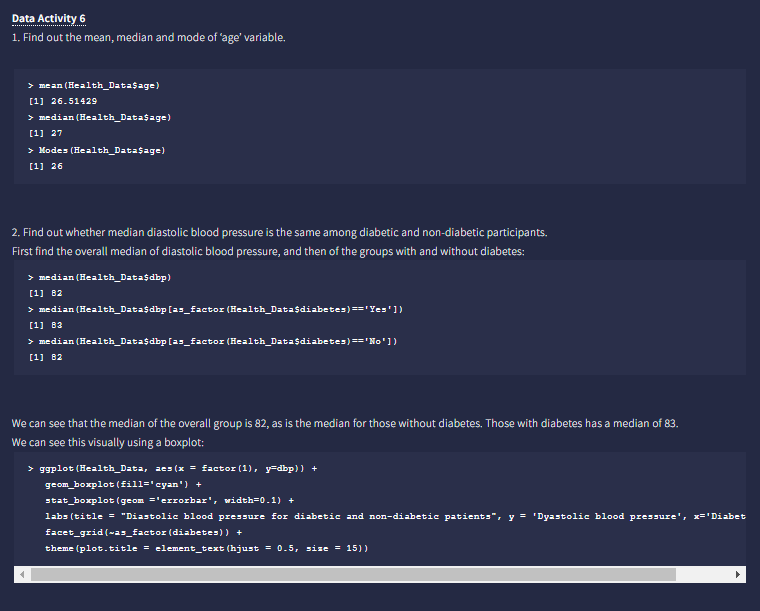 Data Activity 6
1. Find out the mean, median and mode of ‘age’ variable.
> mean(Health_Data$age)
[1] 26.51429
> median(Health_Data$age)
[1] 27
> Modes(Health_Data$age)
[1] 26
2. Find out whether median diastolic blood pressure is the same among diabetic and non-diabetic participants.
First find the overall median of diastolic blood pressure, and then of the groups with and without diabetes:
> median(Health_Data$dbp)
[1] 82
> median(Health_Data$dbp[as_factor(Health_Data$diabetes)=='Yes'])
[1] 83
> median(Health_Data$dbp[as_factor(Health_Data$diabetes)=='No'])
[1] 82
We can see that the median of the overall group is 82, as is the median for those without diabetes. Those with diabetes has a median of 83.
We can see this visually using a boxplot:
> ggplot(Health_Data, aes(x = factor(1), y=dbp)) +
geom_boxplot(fill='cyan') +
stat_boxplot(geom ='errorbar', width=0.1) +
labs(title = "Diastolic blood pressure for diabetic and non-diabetic patients", y = 'Dyastolic blood pressure', x='Diabet
facet_grid(~as_factor(diabetes)) +
theme(plot.title = element_text(hjust = 0.5, size = 15))